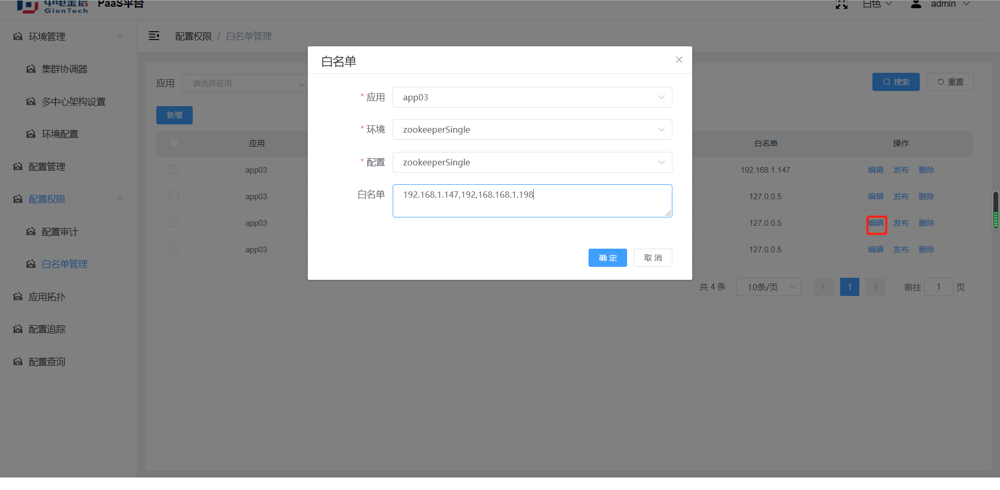 中电金信
GienTech
PaaS平台
白色
admin
环境管理
集群协调器
多中心架构设置
环境配置
配置管理
配置权限
配置审计
白名单管理
应用拓扑
配置追踪
配置查询
配置权限 / 白名单管理
应用 请选择应用
搜索 重置
新增
应用 白名单 操作
app03 192.168.1.147 编辑 发布 删除
app03 127.0.0.5 编辑 发布 删除
app03 127.0.0.5 编辑 发布 删除
app03 127.0.0.5 编辑 发布 删除
共 4 条 10条/页 1 前往 1 页
白名单
* 应用 app03
* 环境 zookeeperSingle
* 配置 zookeeperSingle
白名单 192.168.1.147,192,168.168.1.198
确 定 取 消